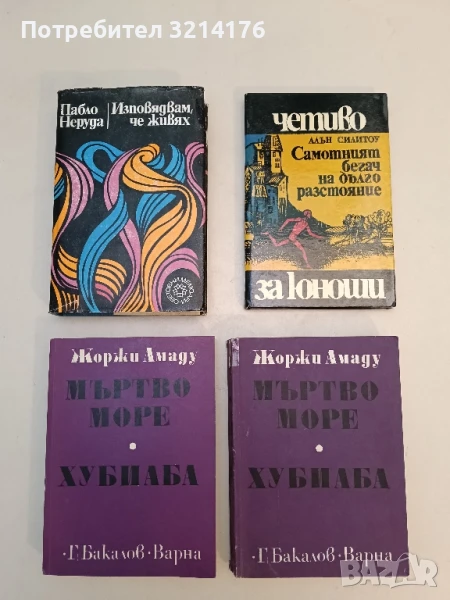 Потребител 3214176
Пабло
Неруда
Изповядвам,
че живях
четиво
АЛЪН СИЛИТОУ
Самотният
бегач
на дълго
разстояние
за юноши
Жоржи Амаду
МЪРТВО
МОРЕ
ХУБИАБА
•Г. Бакалов•Варна
Жоржи Амаду
МЪРТВО
МОРЕ
ХУБИАБА
•Г. Бакалов•Варна
BAZAR